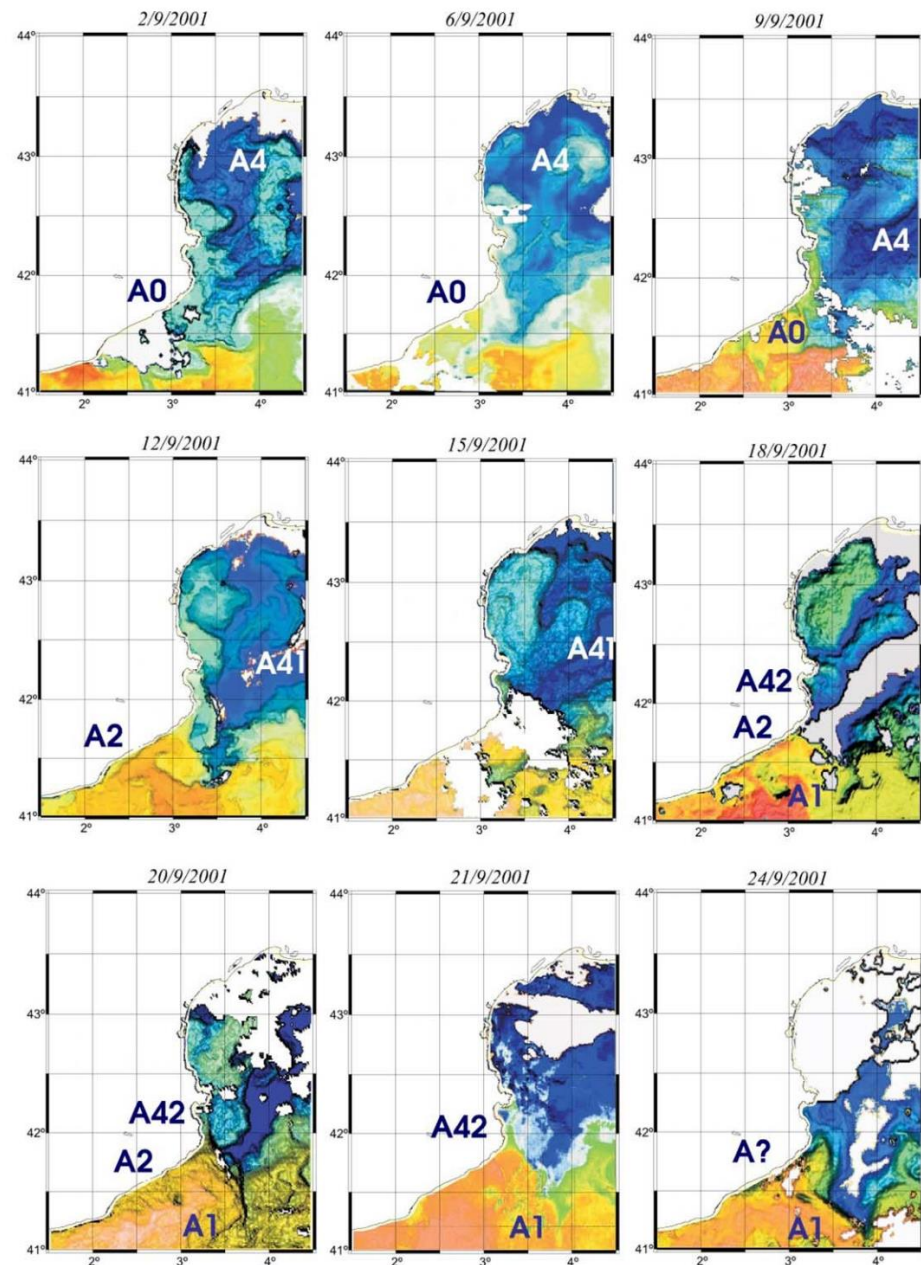 2/9/2001 6/9/2001 9/9/2001
44° 44° 44°
43° A4 43° A4 43°
42° A0 42° A0 42° A4
A0
41° 41° 41°
2° 3° 4° 2° 3° 4° 2° 3° 4°
12/9/2001 15/9/2001 18/9/2001
44° 44° 44°
43° 43° 43°
A41 A41 A42
42° A2 42° 42° A2
A1
41° 41° 41°
2° 3° 4° 2° 3° 4° 2° 3° 4°
20/9/2001 21/9/2001 24/9/2001
44° 44° 44°
43° 43° 43°
A42 A42
42° A2 42° 42° A?
A1 A1 A1
41° 41° 41°
2° 3° 4° 2° 3° 4° 2° 3° 4°